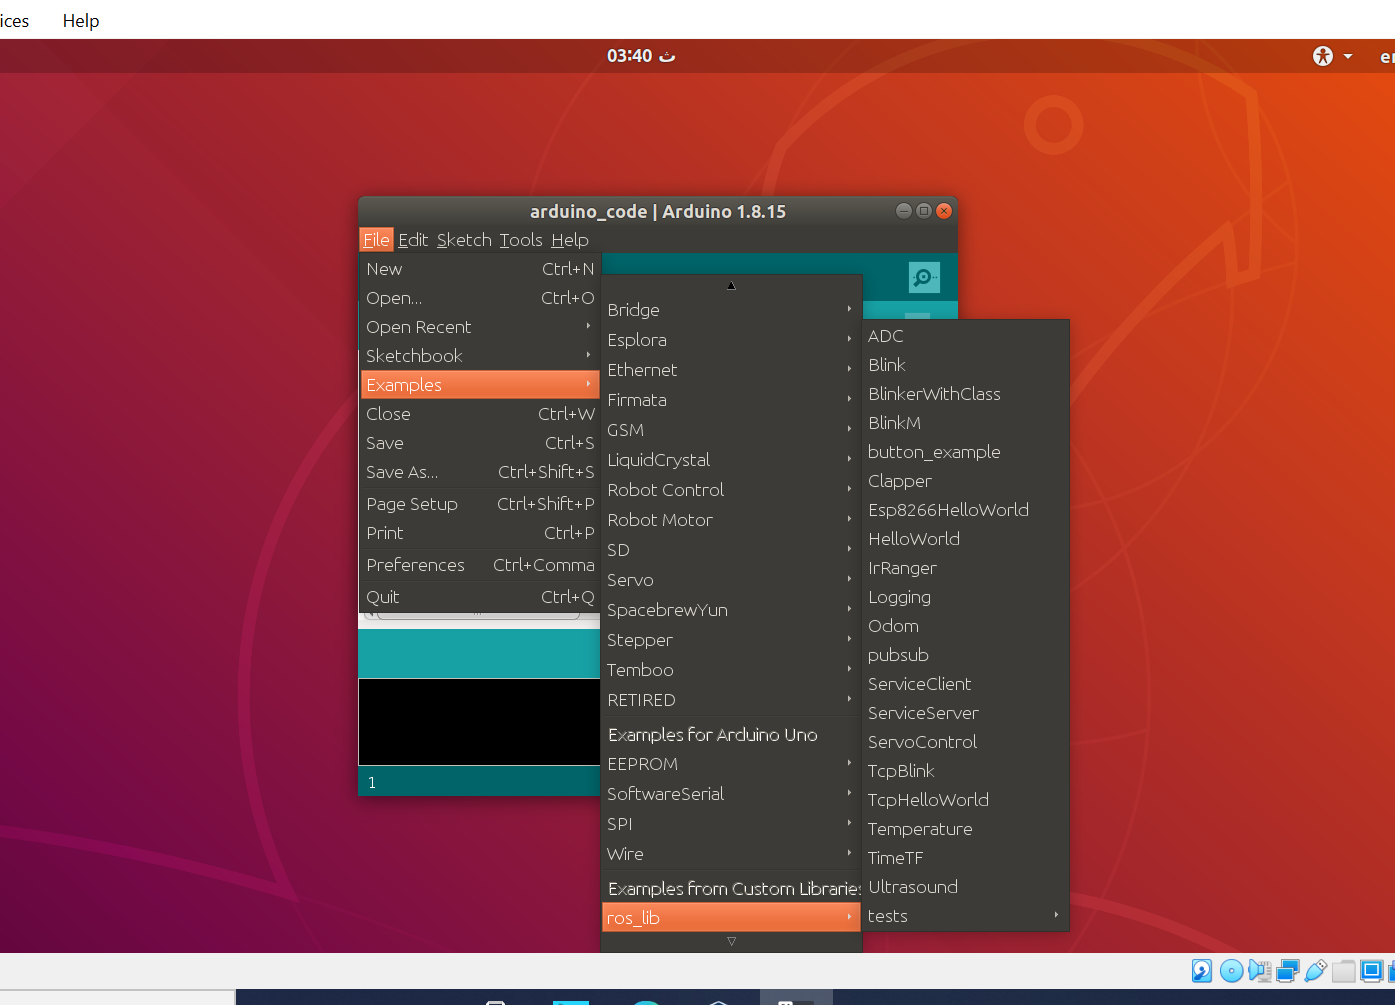 ices Help
03:40 ث
er
arduino_code | Arduino 1.8.15
File Edit Sketch Tools Help
New Ctrl+N
Open... Ctrl+O
Open Recent
Sketchbook
Examples
Close Ctrl+W
Save Ctrl+S
Save As... Ctrl+Shift+S
Page Setup Ctrl+Shift+P
Print Ctrl+P
Preferences Ctrl+Comma
Quit Ctrl+Q
1
Bridge
Esplora
Ethernet
Firmata
GSM
LiquidCrystal
Robot Control
Robot Motor
SD
Servo
SpacebrewYun
Stepper
Temboo
RETIRED
Examples for Arduino Uno
EEPROM
SoftwareSerial
SPI
Wire
Examples from Custom Libraries
ros_lib
ADC
Blink
BlinkerWithClass
BlinkM
button_example
Clapper
Esp8266HelloWorld
HelloWorld
IrRanger
Logging
Odom
pubsub
ServiceClient
ServiceServer
ServoControl
TcpBlink
TcpHelloWorld
Temperature
TimeTF
Ultrasound
tests